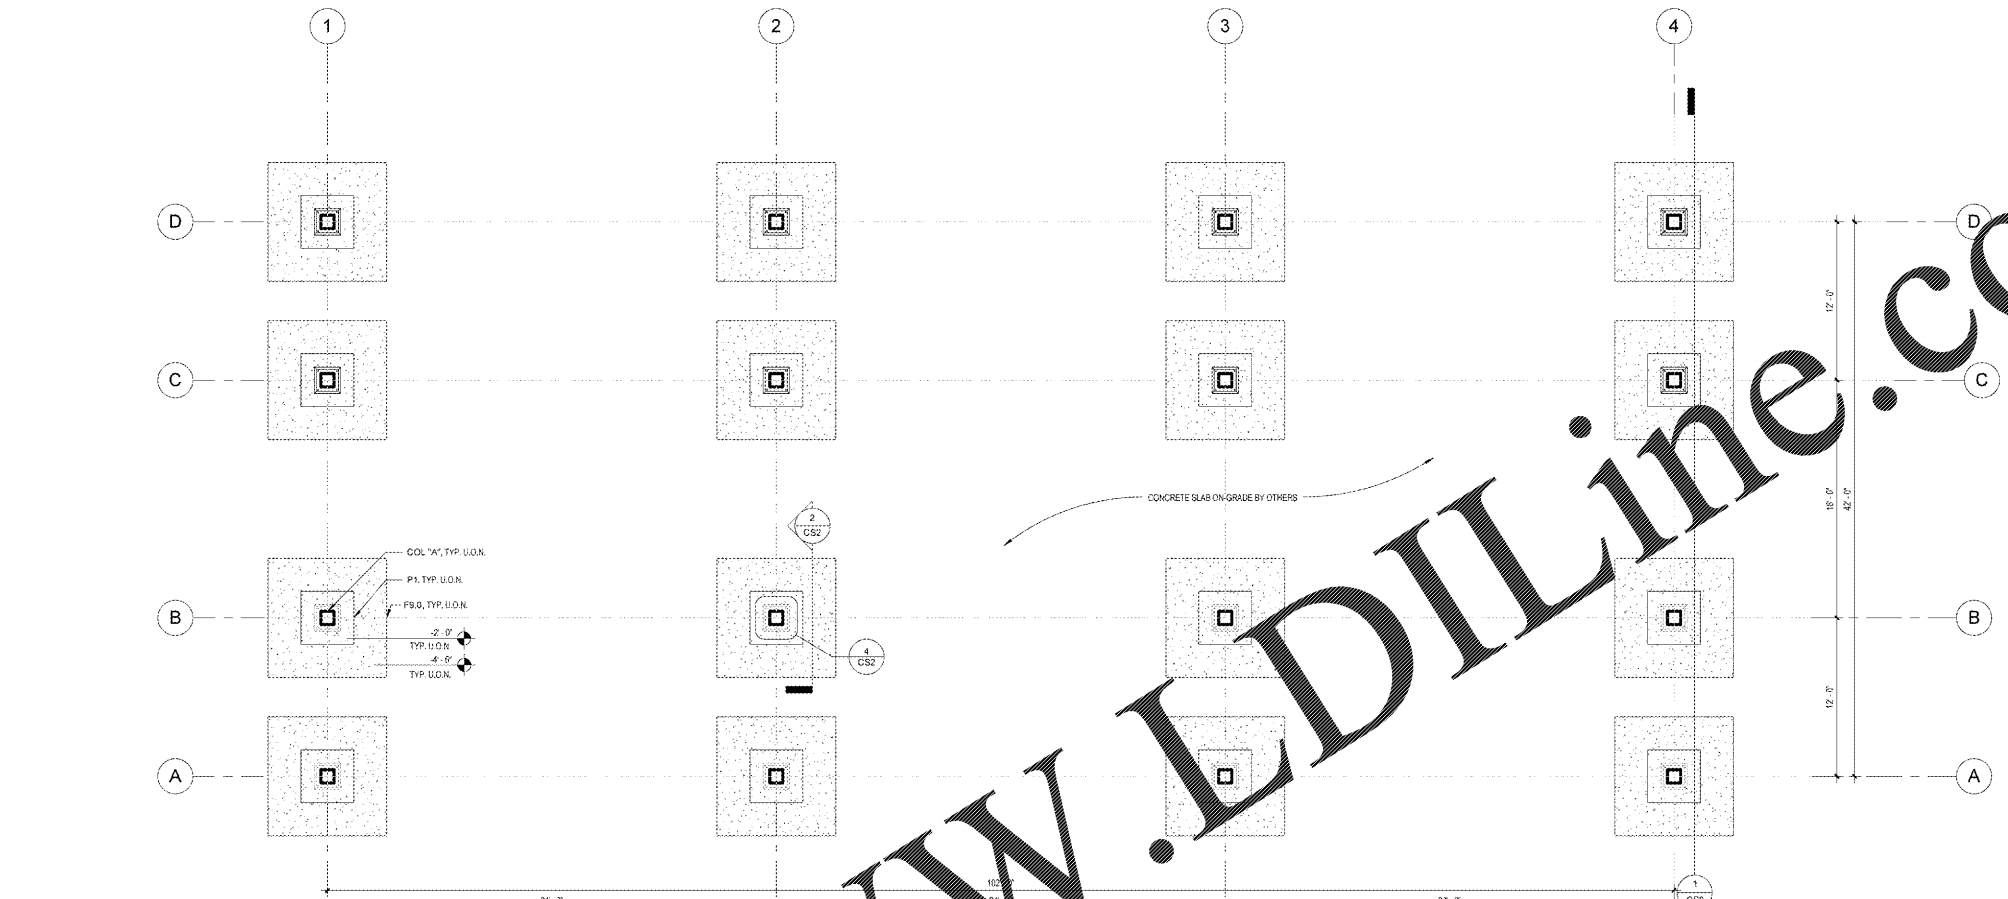 1 2 3 4
D D
12' - 0"
C C
CONCRETE SLAB ON-GRADE BY OTHERS
18' - 0" 42' - 0"
2
CS2
COL "A", TYP. U.O.N.
P1, TYP. U.O.N.
F9.0, TYP. U.O.N.
B B
-2' - 0"
TYP. U.O.N
-4' - 6"
TYP. U.O.N.
4
CS2
12' - 0"
A A
1
W.LDILine.co